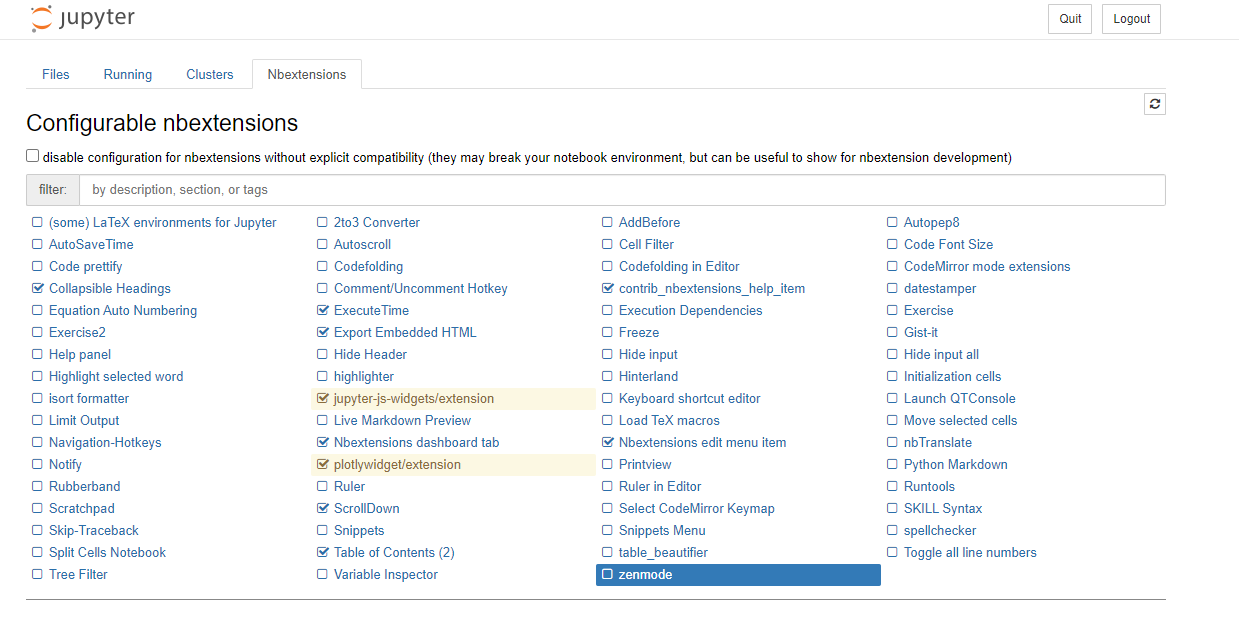 jupyter
Quit Logout
Files Running Clusters Nbextensions
Configurable nbextensions
disable configuration for nbextensions without explicit compatibility (they may break your notebook environment, but can be useful to show for nbextension development)
filter: by description, section, or tags
(some) LaTeX environments for Jupyter 2to3 Converter AddBefore Autopep8
AutoSaveTime Autoscroll Cell Filter Code Font Size
Code prettify Codefolding Codefolding in Editor CodeMirror mode extensions
Collapsible Headings Comment/Uncomment Hotkey contrib_nbextensions_help_item datestamper
Equation Auto Numbering ExecuteTime Execution Dependencies Exercise
Exercise2 Export Embedded HTML Freeze Gist-it
Help panel Hide Header Hide input Hide input all
Highlight selected word highlighter Hinterland Initialization cells
isort formatter jupyter-js-widgets/extension Keyboard shortcut editor Launch QTConsole
Limit Output Live Markdown Preview Load TeX macros Move selected cells
Navigation-Hotkeys Nbextensions dashboard tab Nbextensions edit menu item nbTranslate
Notify plotlywidget/extension Printview Python Markdown
Rubberband Ruler Ruler in Editor Runtools
Scratchpad ScrollDown Select CodeMirror Keymap SKILL Syntax
Skip-Traceback Snippets Snippets Menu spellchecker
Split Cells Notebook Table of Contents (2) table_beautifier Toggle all line numbers
Tree Filter Variable Inspector zenmode